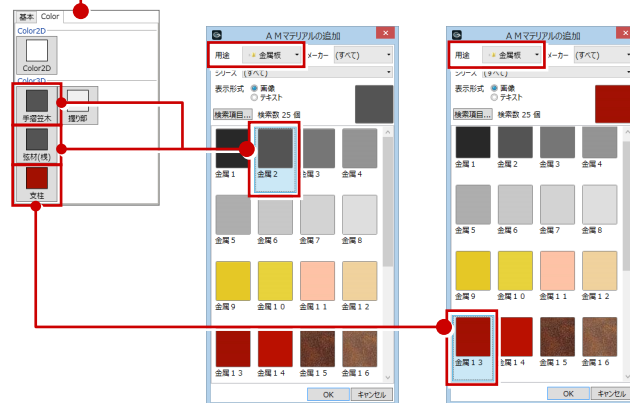 基本 Color
Color2D
Color2D
Color3D
手摺笠木 握り部
弦材(桟)
支柱
ＡＭマテリアルの追加
用途 金属板 メーカー (すべて)
シリーズ (すべて)
表示形式 画像
テキスト
検索項目... 検索数 25 個
金属１ 金属２ 金属３ 金属４
金属５ 金属６ 金属７ 金属８
金属９ 金属１０ 金属１１ 金属１２
金属１３ 金属１４ 金属１５ 金属１６
OK キャンセル
ＡＭマテリアルの追加
用途 金属板 メーカー (すべて)
シリーズ (すべて)
表示形式 画像
テキスト
検索項目... 検索数 25 個
金属１ 金属２ 金属３ 金属４
金属５ 金属６ 金属７ 金属８
金属９ 金属１０ 金属１１ 金属１２
金属１３ 金属１４ 金属１５ 金属１６
OK キャンセル